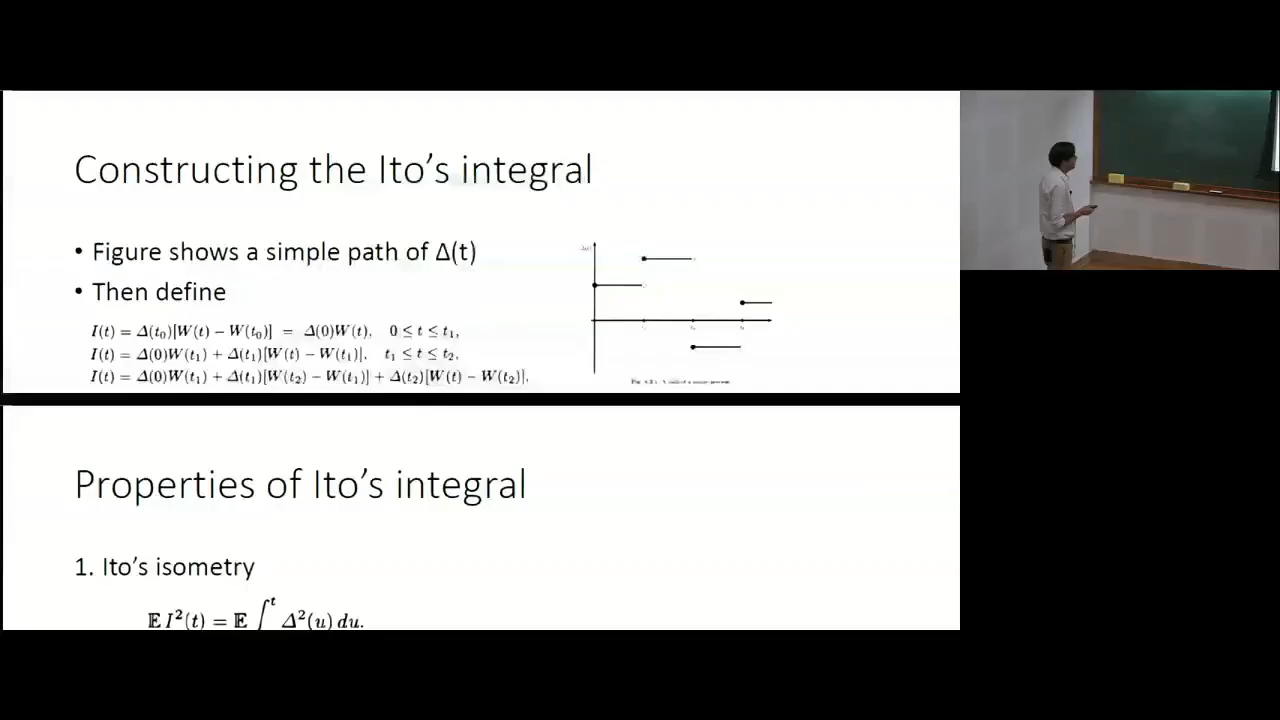 Constructing the Ito’s integral
• Figure shows a simple path of Δ(t)
• Then define
I(t) = Δ(t₀)[W(t) − W(t₀)] = Δ(0)W(t), 0 ≤ t ≤ t₁,
I(t) = Δ(0)W(t₁) + Δ(t₁)[W(t) − W(t₁)], t₁ ≤ t ≤ t₂,
I(t) = Δ(0)W(t₁) + Δ(t₁)[W(t₂) − W(t₁)] + Δ(t₂)[W(t) − W(t₂)],
Properties of Ito’s integral
1. Ito’s isometry
𝔼 I²(t) = 𝔼 ∫ᵗ Δ²(u) du.